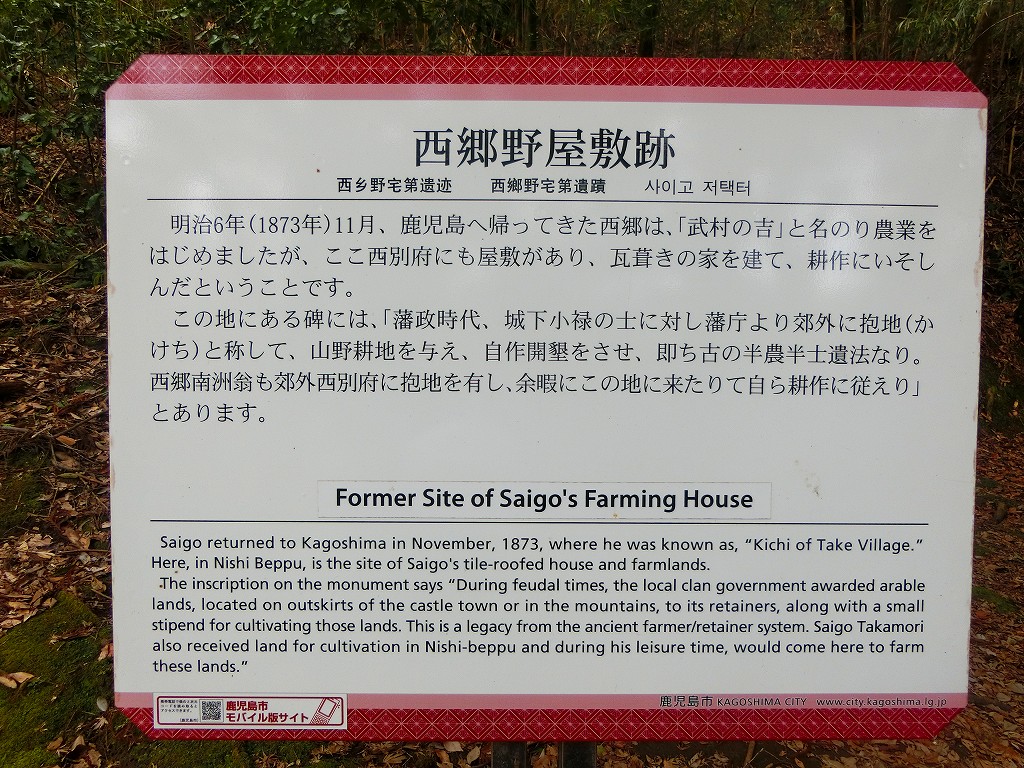 西郷野屋敷跡
西乡野宅第遗迹 西鄉野宅第遺蹟 사이고 저택터
明治6年(1873年)11月、鹿児島へ帰ってきた西郷は、「武村の吉」と名のり農業を
はじめましたが、ここ西別府にも屋敷があり、瓦葺きの家を建て、耕作にいそし
んだということです。
この地にある碑には、「藩政時代、城下小禄の士に対し藩庁より郊外に抱地(か
けち)と称して、山野耕地を与え、自作開墾をさせ、即ち古の半農半士遺法なり。
西郷南洲翁も郊外西別府に抱地を有し、余暇にこの地に来たりて自ら耕作に従えり」
とあります。
Former Site of Saigo's Farming House
Saigo returned to Kagoshima in November, 1873, where he was known as, “Kichi of Take Village.”
Here, in Nishi Beppu, is the site of Saigo's tile-roofed house and farmlands.
The inscription on the monument says “During feudal times, the local clan government awarded arable
lands, located on outskirts of the castle town or in the mountains, to its retainers, along with a small
stipend for cultivating those lands. This is a legacy from the ancient farmer/retainer system. Saigo Takamori
also received land for cultivation in Nishi-beppu and during his leisure time, would come here to farm
these lands.”
鹿児島市
モバイル版サイト
鹿児島市 KAGOSHIMA CITY www.city.kagoshima.lg.jp